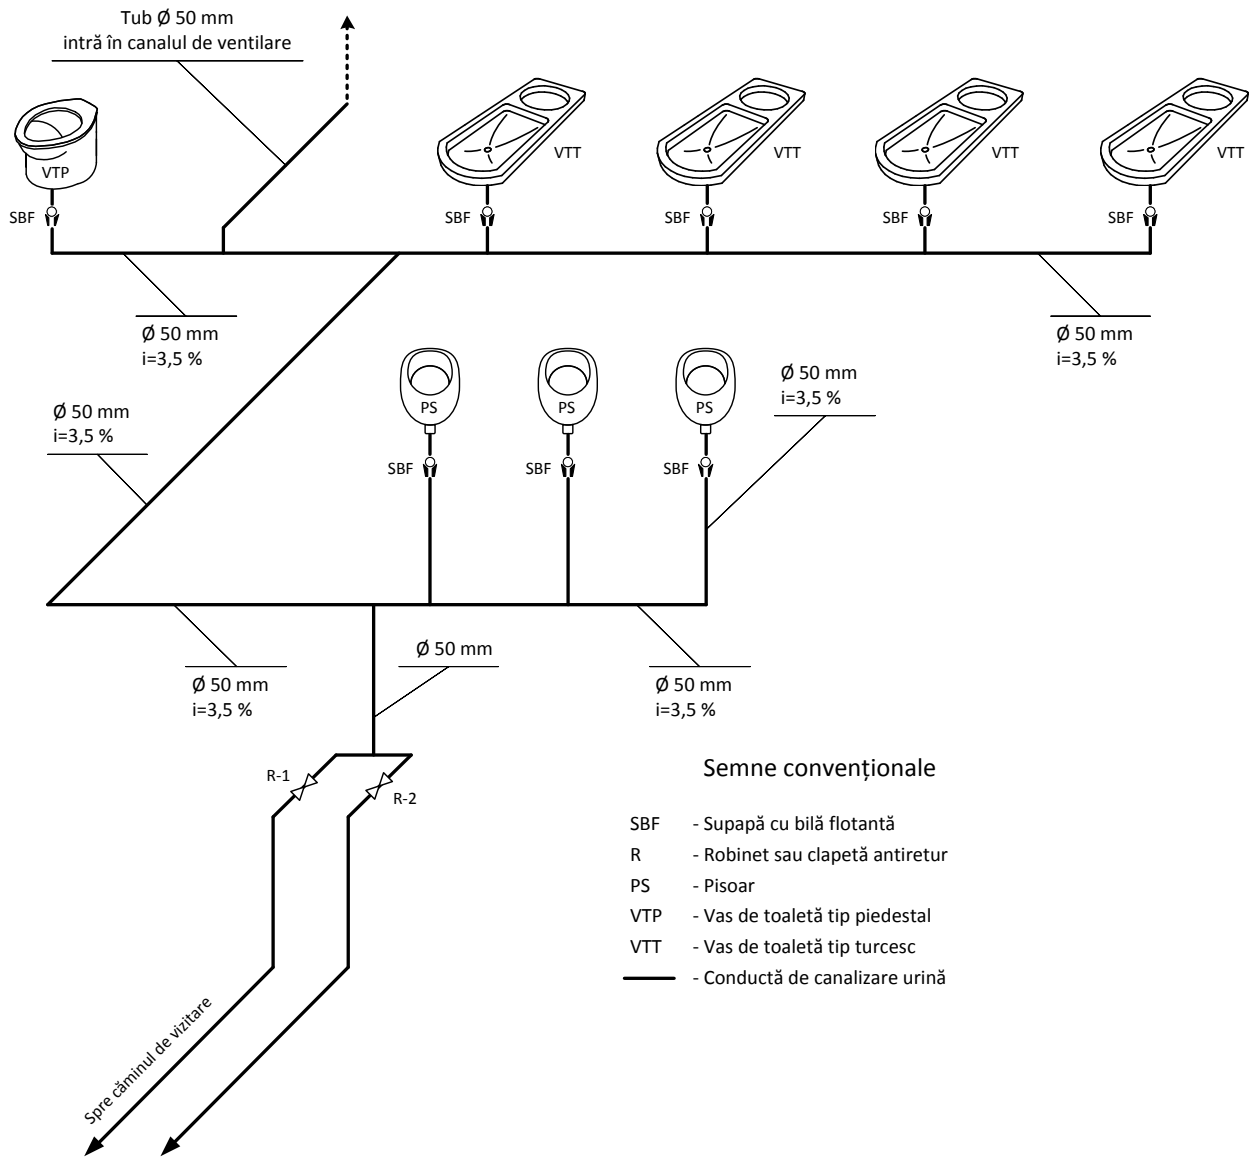 Tub Ø 50 mm
intră în canalul de ventilare
VTP
VTT
VTT
VTT
VTT
SBF
SBF
SBF
SBF
SBF
Ø 50 mm
i=3,5 %
Ø 50 mm
i=3,5 %
Ø 50 mm
i=3,5 %
Ø 50 mm
i=3,5 %
PS
PS
PS
SBF
SBF
SBF
Ø 50 mm
Ø 50 mm
i=3,5 %
Ø 50 mm
i=3,5 %
R-1
R-2
Semne convenționale
SBF - Supapă cu bilă flotantă
R - Robinet sau clapetă antiretur
PS - Pisoar
VTP - Vas de toaletă tip piedestal
VTT - Vas de toaletă tip turcesc
- Conductă de canalizare urină
Spre căminul de vizitare